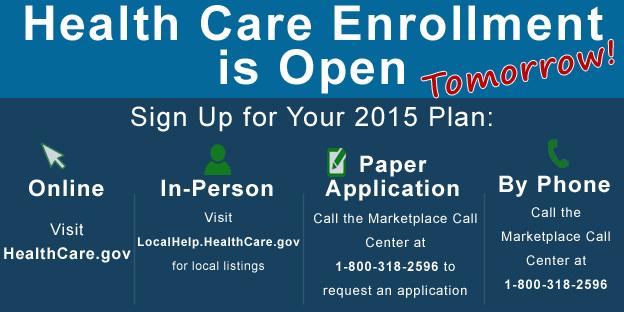 Health Care Enrollment
is Open Tomorrow!
Sign Up for Your 2015 Plan:
Online
Visit
HealthCare.gov
In-Person
Visit
LocalHelp.HealthCare.gov
for local listings
Paper
Application
Call the Marketplace Call
Center at
1-800-318-2596 to
request an application
By Phone
Call the
Marketplace Call
Center at
1-800-318-2596